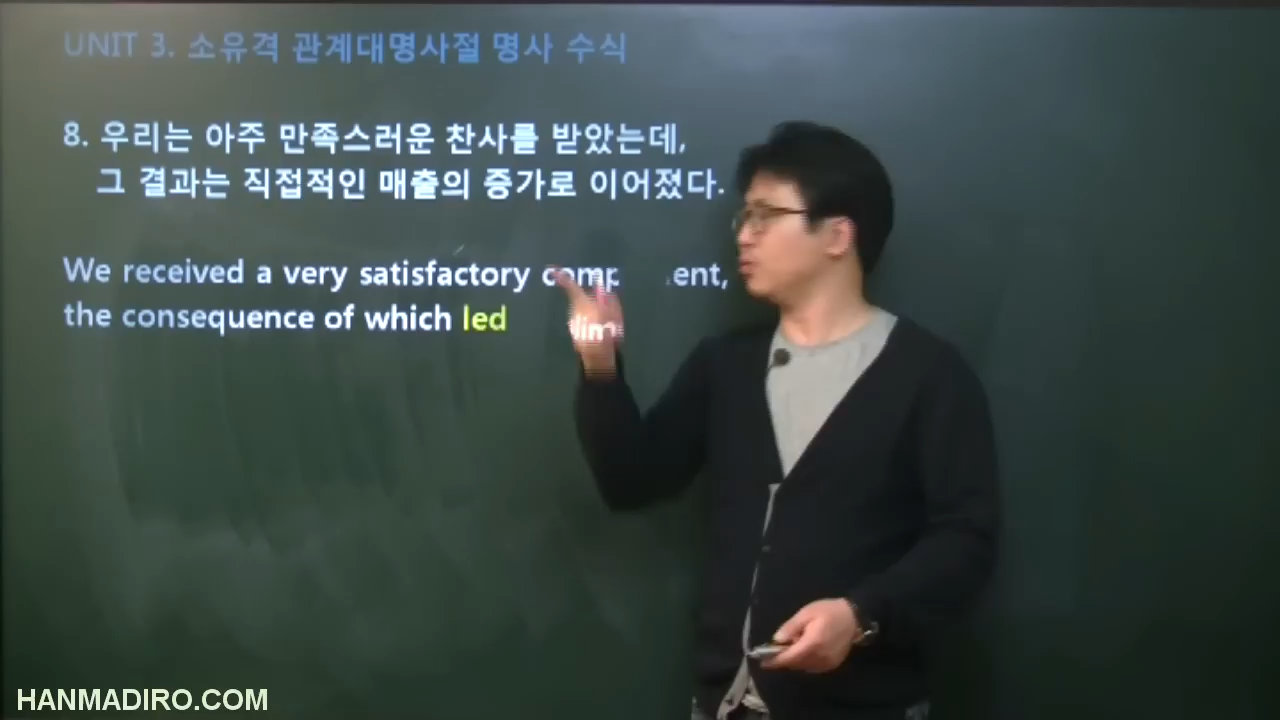 UNIT 3. 소유격 관계대명사절 명사 수식
8. 우리는 아주 만족스러운 찬사를 받았는데,
그 결과는 직접적인 매출의 증가로 이어졌다.
We received a very satisfactory
the consequence of which led
HANMADIRO.COM